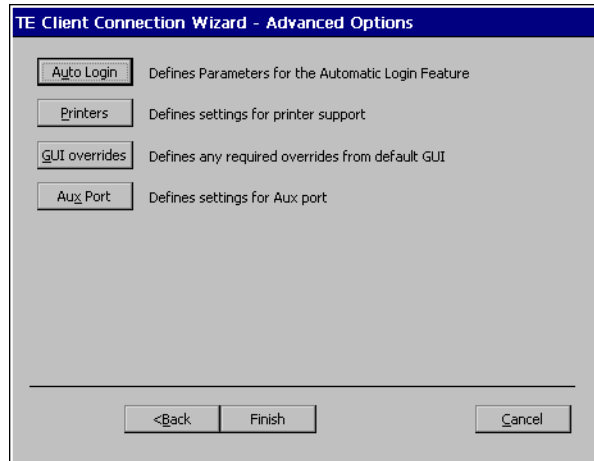 TE Client Connection Wizard - Advanced Options
Auto Login Defines Parameters for the Automatic Login Feature
Printers Defines settings for printer support
GUI overrides Defines any required overrides from default GUI
Aux Port Defines settings for Aux port
<Back Finish Cancel